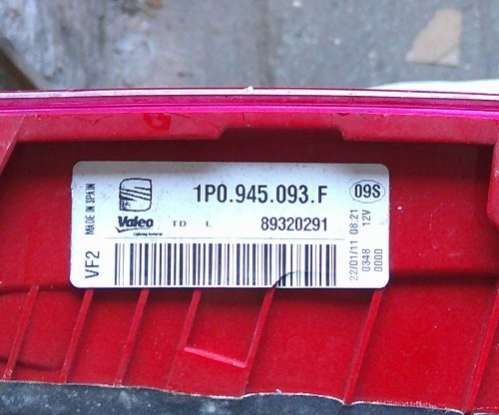 MADE IN SPAIN
VF2
1P0.945.093.F
09S
Valeo
TD L
89320291
22/01/11 08.21
0348 12V
0000